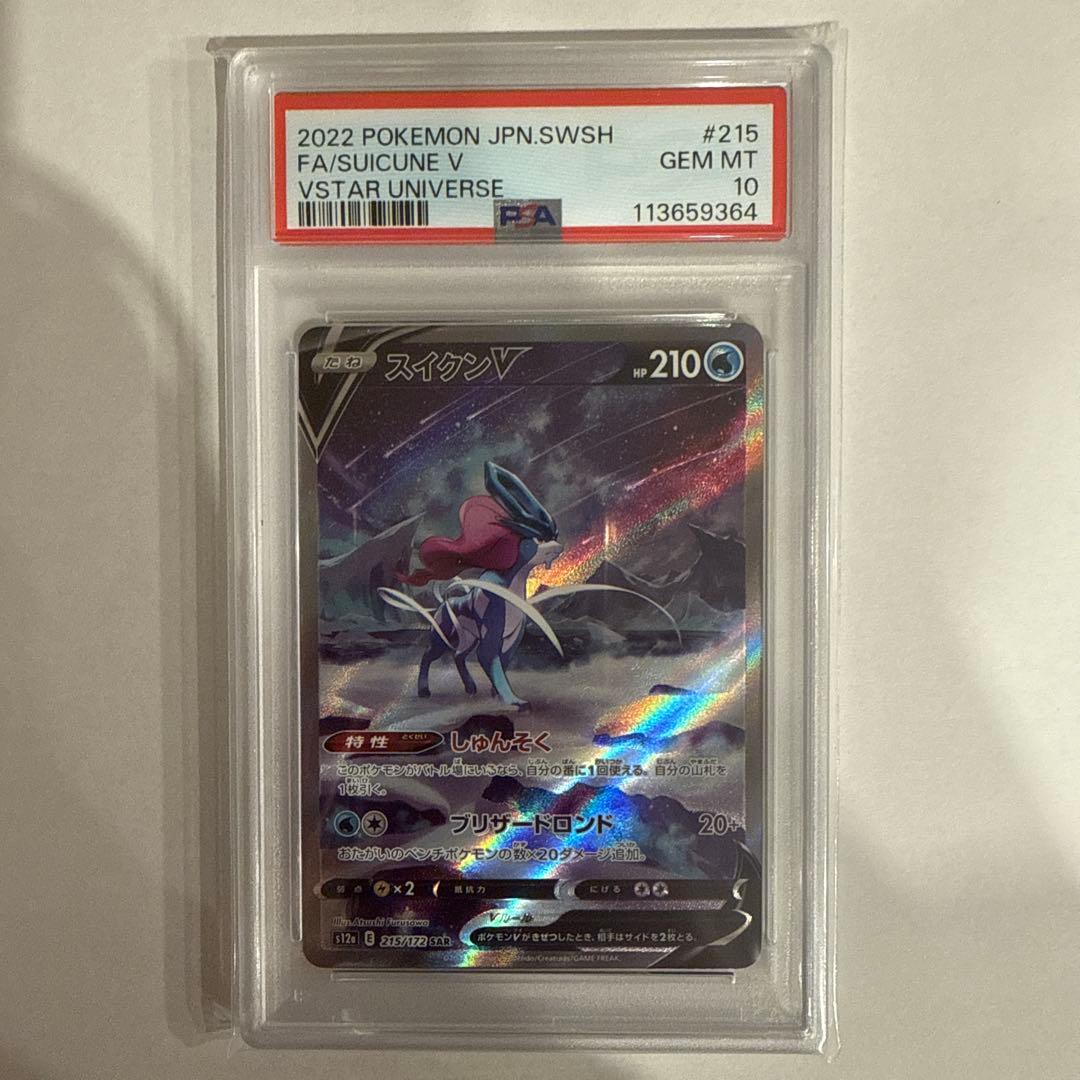 2022 POKEMON JPN.SWSH #215
FA/SUICUNE V GEM MT
VSTAR UNIVERSE 10
PSA 113659364
たね スイクンV HP 210
特性 とくせい しゅんそく
このポケモンがバトル場にいるなら、自分の番に1回使える。自分の山札を
1枚引く。
ブリザードロンド 20+
おたがいのベンチポケモンの数×20ダメージ追加。
弱点 ×2 抵抗力 にげる
Illus. Atsushi Furusawa Vルール
s12a E 215/172 SAR ポケモンVがきぜつしたとき、相手はサイドを2枚とる。
/Creatures/GAME FREAK.